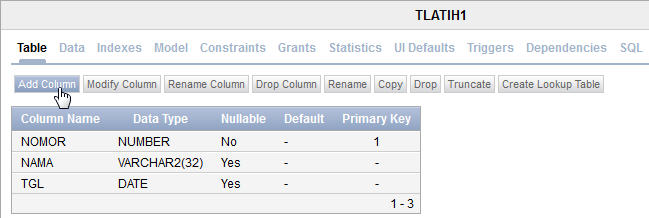 TLATIH1
Table Data Indexes Model Constraints Grants Statistics UI Defaults Triggers Dependencies SQL
Add Column Modify Column Rename Column Drop Column Rename Copy Drop Truncate Create Lookup Table
Column Name Data Type Nullable Default Primary Key
NOMOR NUMBER No - 1
NAMA VARCHAR2(32) Yes - -
TGL DATE Yes - -
1 - 3